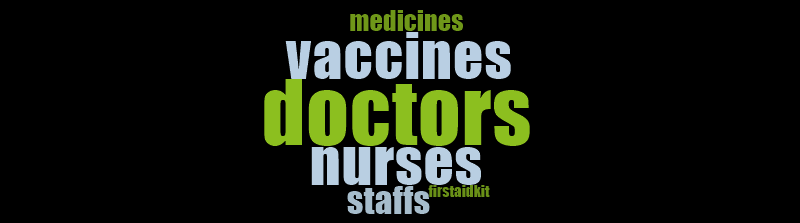 medicines
vaccines
doctors
nurses
staffs firstaidkit